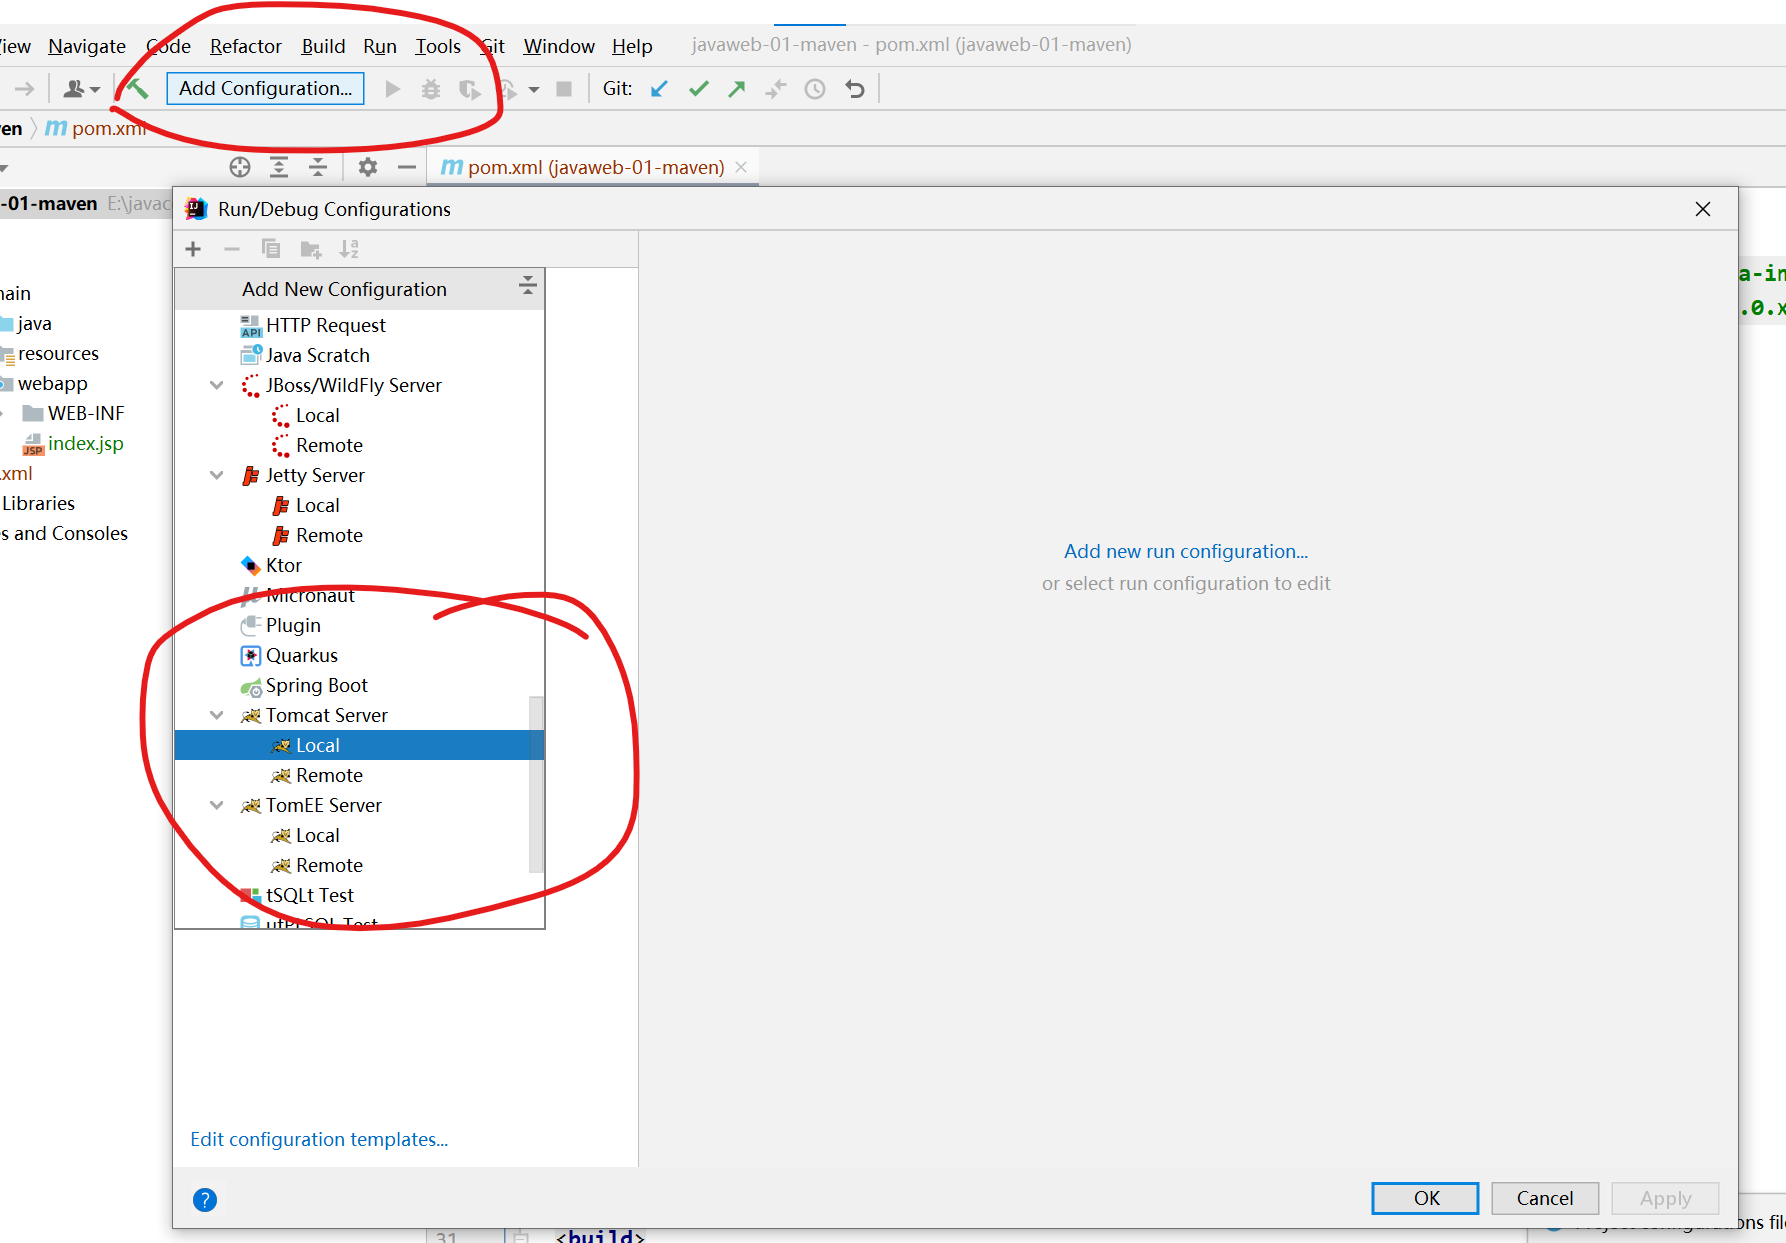 View Navigate Code Refactor Build Run Tools Git Window Help javaweb-01-maven - pom.xml (javaweb-01-maven)
Add Configuration... Git:
en m pom.xml
m pom.xml (javaweb-01-maven)
-01-maven E:\javac
Run/Debug Configurations
Add New Configuration
HTTP Request
Java Scratch
JBoss/WildFly Server
Local
Remote
Jetty Server
Local
Remote
Ktor
Micronaut
Plugin
Quarkus
Spring Boot
Tomcat Server
Local
Remote
TomEE Server
Local
Remote
tSQLt Test
utPLSQL Test
ain
java
resources
webapp
WEB-INF
index.jsp
.xml
Libraries
s and Consoles
Add new run configuration...
or select run configuration to edit
a-in
.0.x
Edit configuration templates...
? OK Cancel Apply
31 <build>